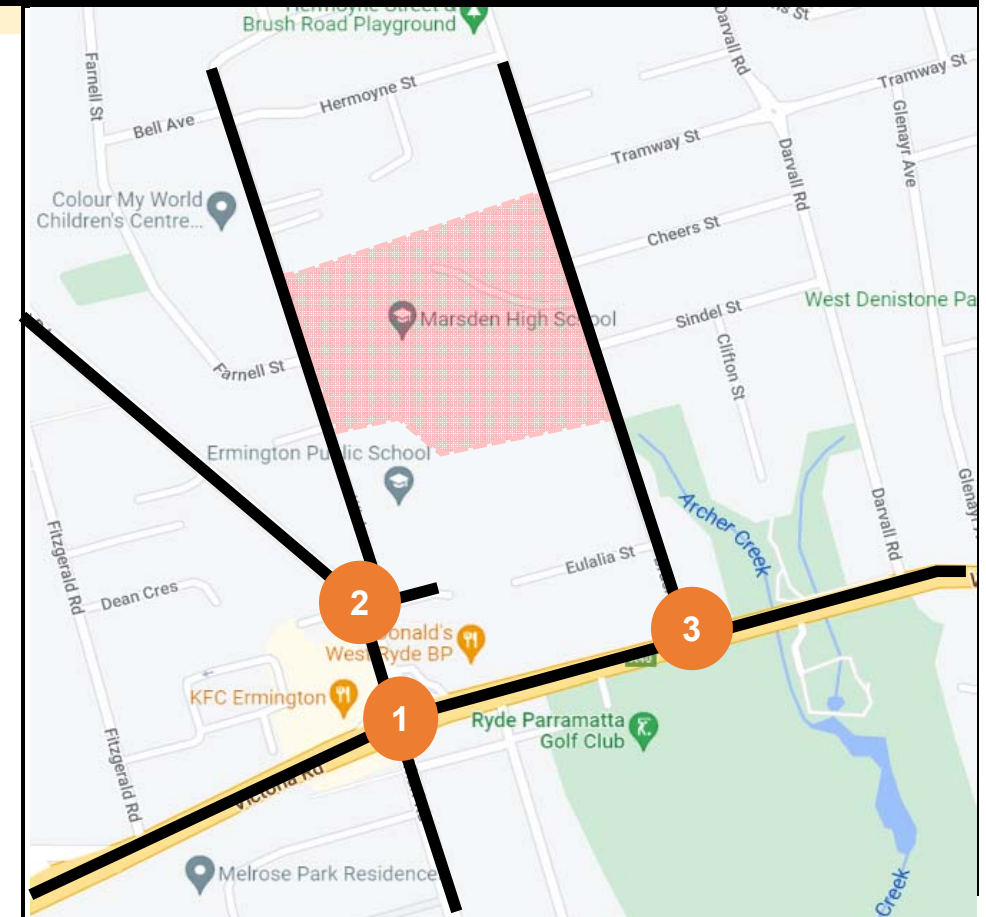 Hermoyne Street &
Brush Road Playground
Darvall Rd
St
Tramway St
Farnell St
Hermoyne St
Bell Ave
Glenayr Ave
Tramway St
Darvall Rd
Colour My World
Children's Centre...
Cheers St
West Denistone Pa
Marsden High School
Sindel St
Clifton St
Farnell St
Ermington Public School
Archer Creek
Glenayr
Darvall Rd
Fitzgerald Rd
Eulalia St
Dean Cres
2
3
Donald's
West Ryde BP
KFC Ermington
1
Ryde Parramatta
Golf Club
Fitzgerald Rd
Victoria Rd
Melrose Park Residence
Creek